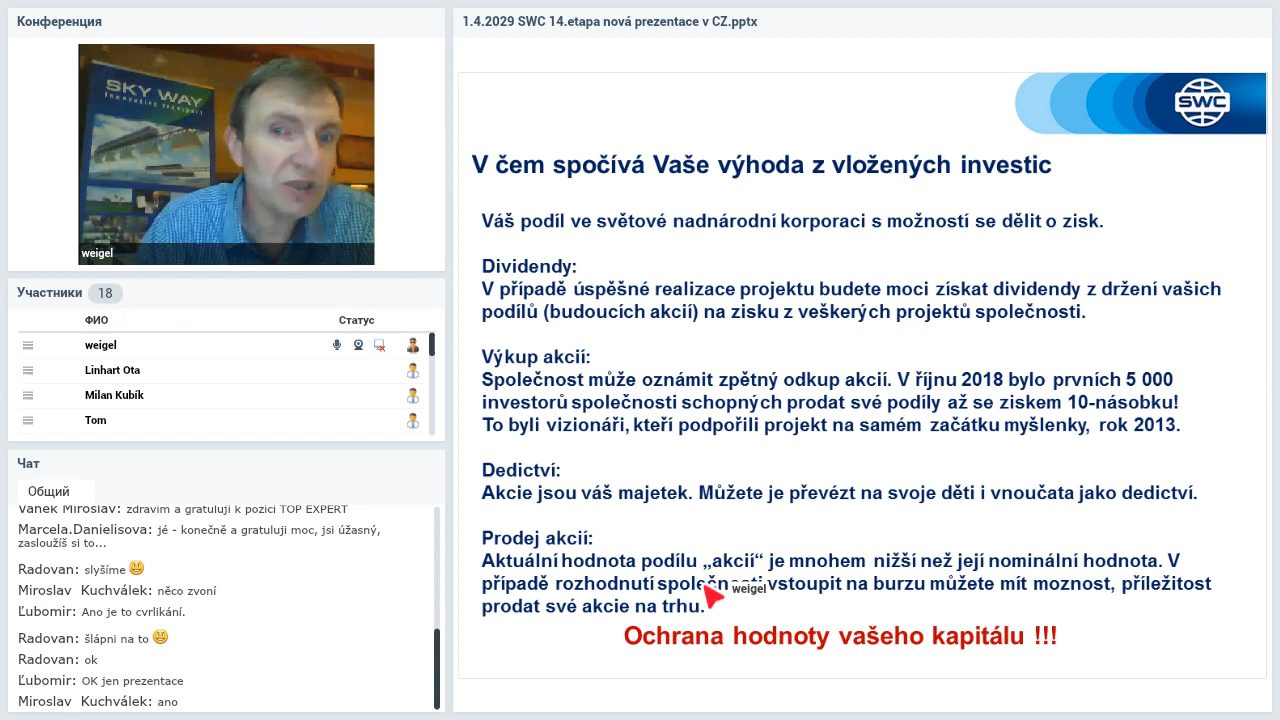 Конференция
SKY WAY
Innovative transport
weigel
Участники 18
ФИО Статус
weigel
Linhart Ota
Milan Kubík
Tom
Чат
Общий
Vaněk Miroslav: zdravím a gratuluji k pozici TOP EXPERT
Marcela.Danielisova: jé - konečně a gratuluji moc, jsi úžasný,
zasloužíš si to...
Radovan: slyšíme
Miroslav Kuchválek: něco zvoní
Ľubomir: Ano je to cvrlikání.
Radovan: šlápni na to
Radovan: ok
Ľubomir: OK jen prezentace
Miroslav Kuchválek: ano
1.4.2029 SWC 14.etapa nová prezentace v CZ.pptx
SWC
V čem spočívá Vaše výhoda z vložených investic
Váš podíl ve světové nadnárodní korporaci s možností se dělit o zisk.
Dividendy:
V případě úspěšné realizace projektu budete moci získat dividendy z držení vašich
podílů (budoucích akcií) na zisku z veškerých projektů společnosti.
Výkup akcií:
Společnost může oznámit zpětný odkup akcií. V říjnu 2018 bylo prvních 5 000
investorů společnosti schopných prodat své podíly až se ziskem 10-násobku!
To byli vizionáři, kteří podpořili projekt na samém začátku myšlenky, rok 2013.
Dedictví:
Akcie jsou váš majetek. Můžete je převézt na svoje děti i vnoučata jako dedictví.
Prodej akcií:
Aktuální hodnota podílu „akcií“ je mnohem nižší než její nominální hodnota. V
případě rozhodnutí společnosti vstoupit na burzu můžete mít moznost, příležitost
prodat své akcie na trhu.
weigel
Ochrana hodnoty vašeho kapitálu !!!